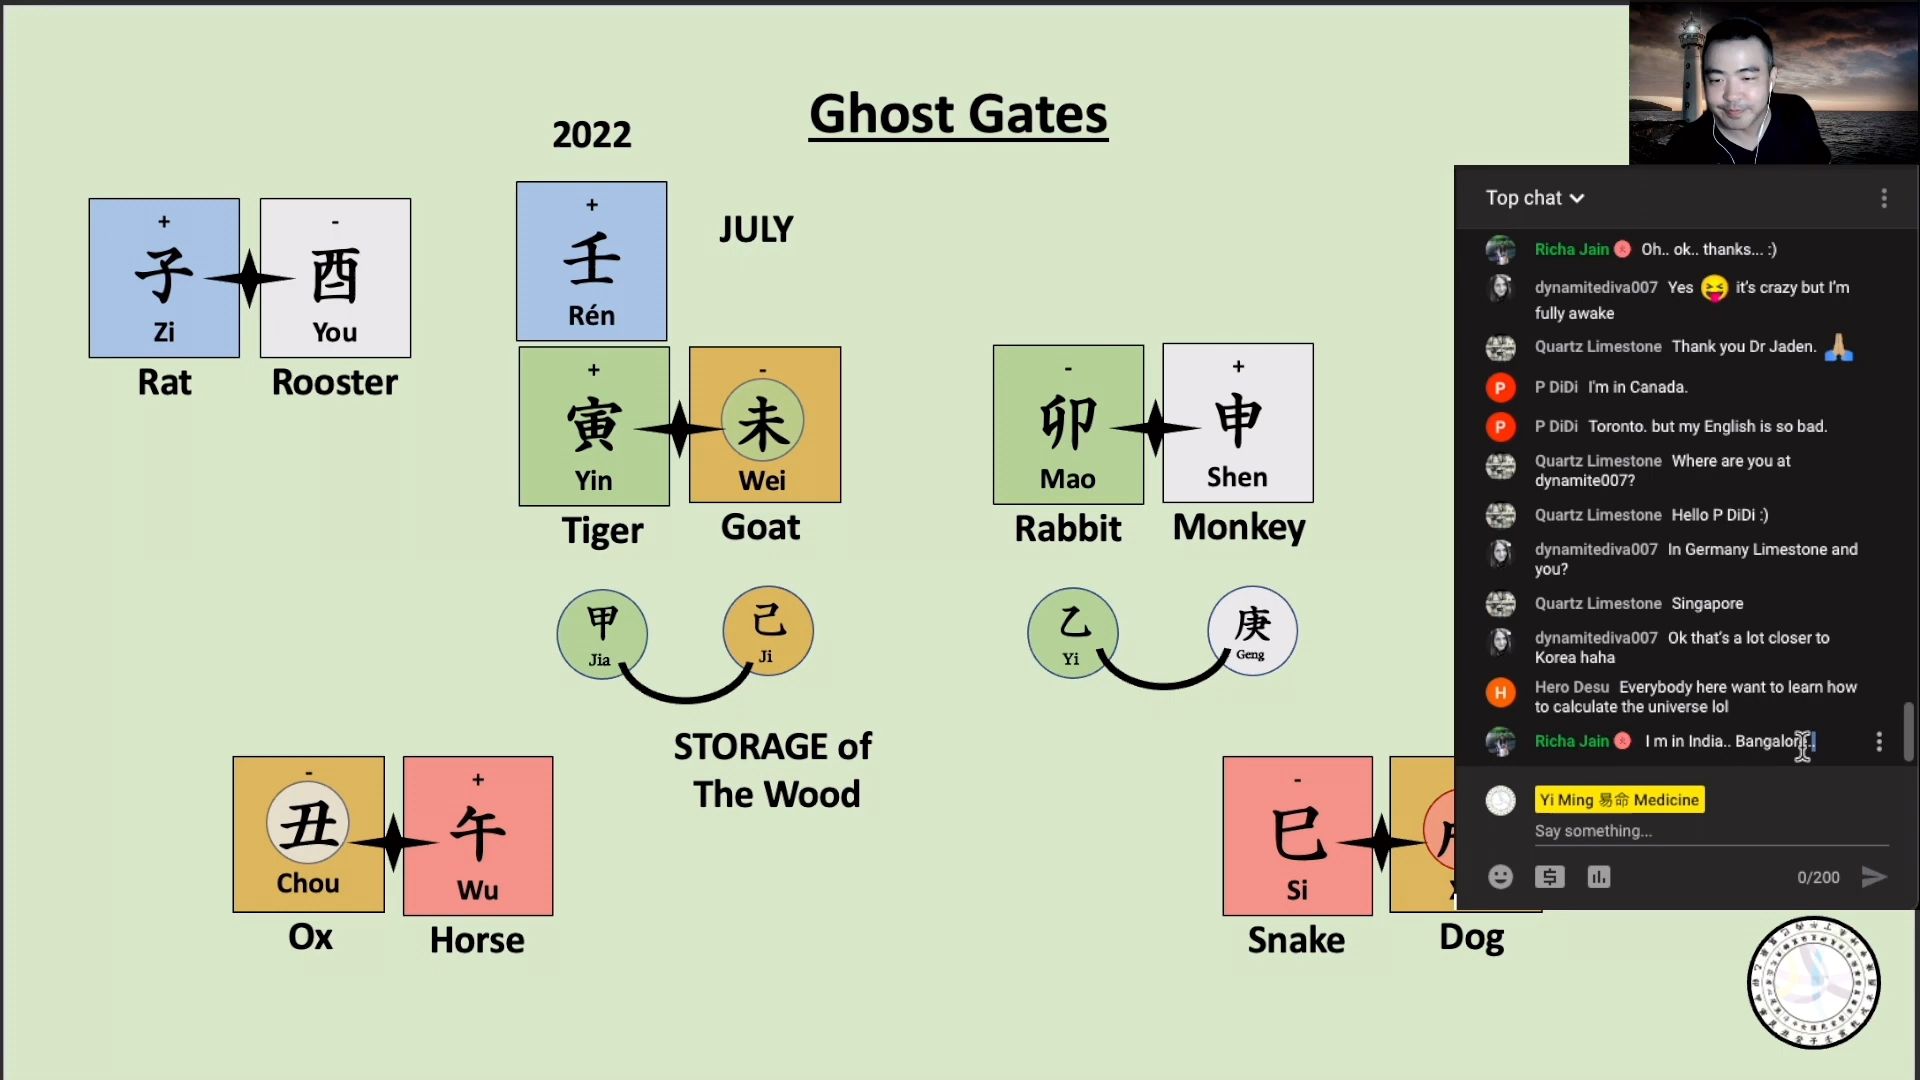 Ghost Gates
2022
JULY
+
子
Zi
Rat
-
酉
You
Rooster
+
壬
Rén
+
寅
Yin
Tiger
-
未
Wei
Goat
-
卯
Mao
Rabbit
+
申
Shen
Monkey
甲
Jia
己
Ji
乙
Yi
庚
Geng
STORAGE of
The Wood
-
丑
Chou
Ox
+
午
Wu
Horse
-
巳
Si
Snake
Dog
Top chat
Richa Jain Oh.. ok.. thanks... :)
dynamitediva007 Yes 😝 it's crazy but I'm
fully awake
Quartz Limestone Thank you Dr Jaden. 🙏
P
P DiDi I'm in Canada.
P
P DiDi Toronto. but my English is so bad.
Quartz Limestone Where are you at
dynamite007?
Quartz Limestone Hello P DiDi :)
dynamitediva007 In Germany Limestone and
you?
Quartz Limestone Singapore
dynamitediva007 Ok that's a lot closer to
Korea haha
H
Hero Desu Everybody here want to learn how
to calculate the universe lol
Richa Jain I m in India..
Yi Ming 易命 Medicine
Say something...
0/200